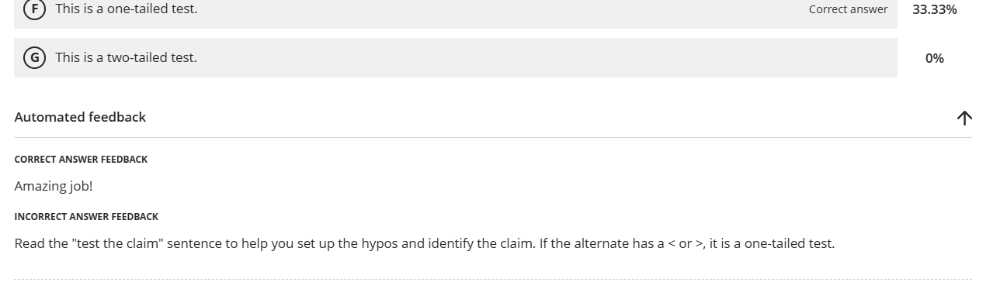 F This is a one-tailed test. Correct answer 33.33%
G This is a two-tailed test. 0%
Automated feedback
CORRECT ANSWER FEEDBACK
Amazing job!
INCORRECT ANSWER FEEDBACK
Read the "test the claim" sentence to help you set up the hypos and identify the claim. If the alternate has a < or >, it is a one-tailed test.